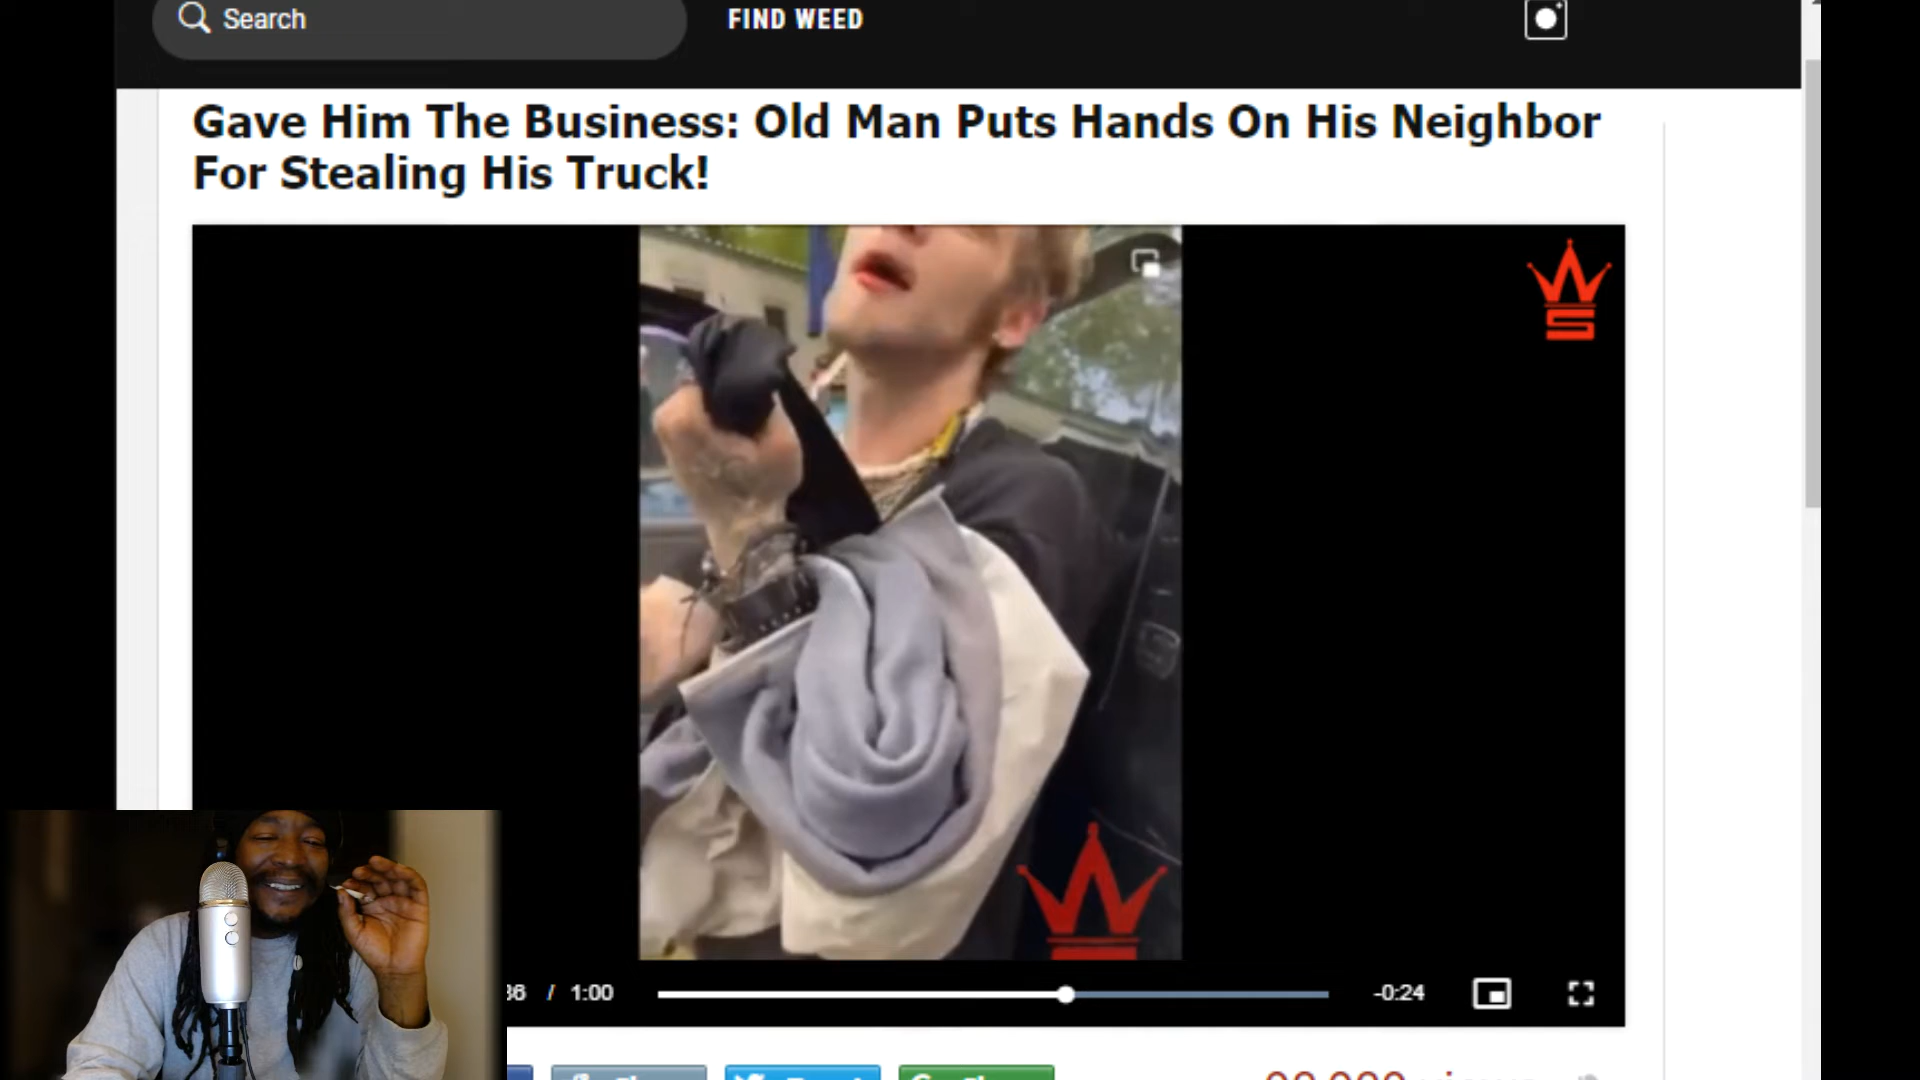 Search
FIND WEED
Gave Him The Business: Old Man Puts Hands On His Neighbor
For Stealing His Truck!
/ 1:00
-0:24
views